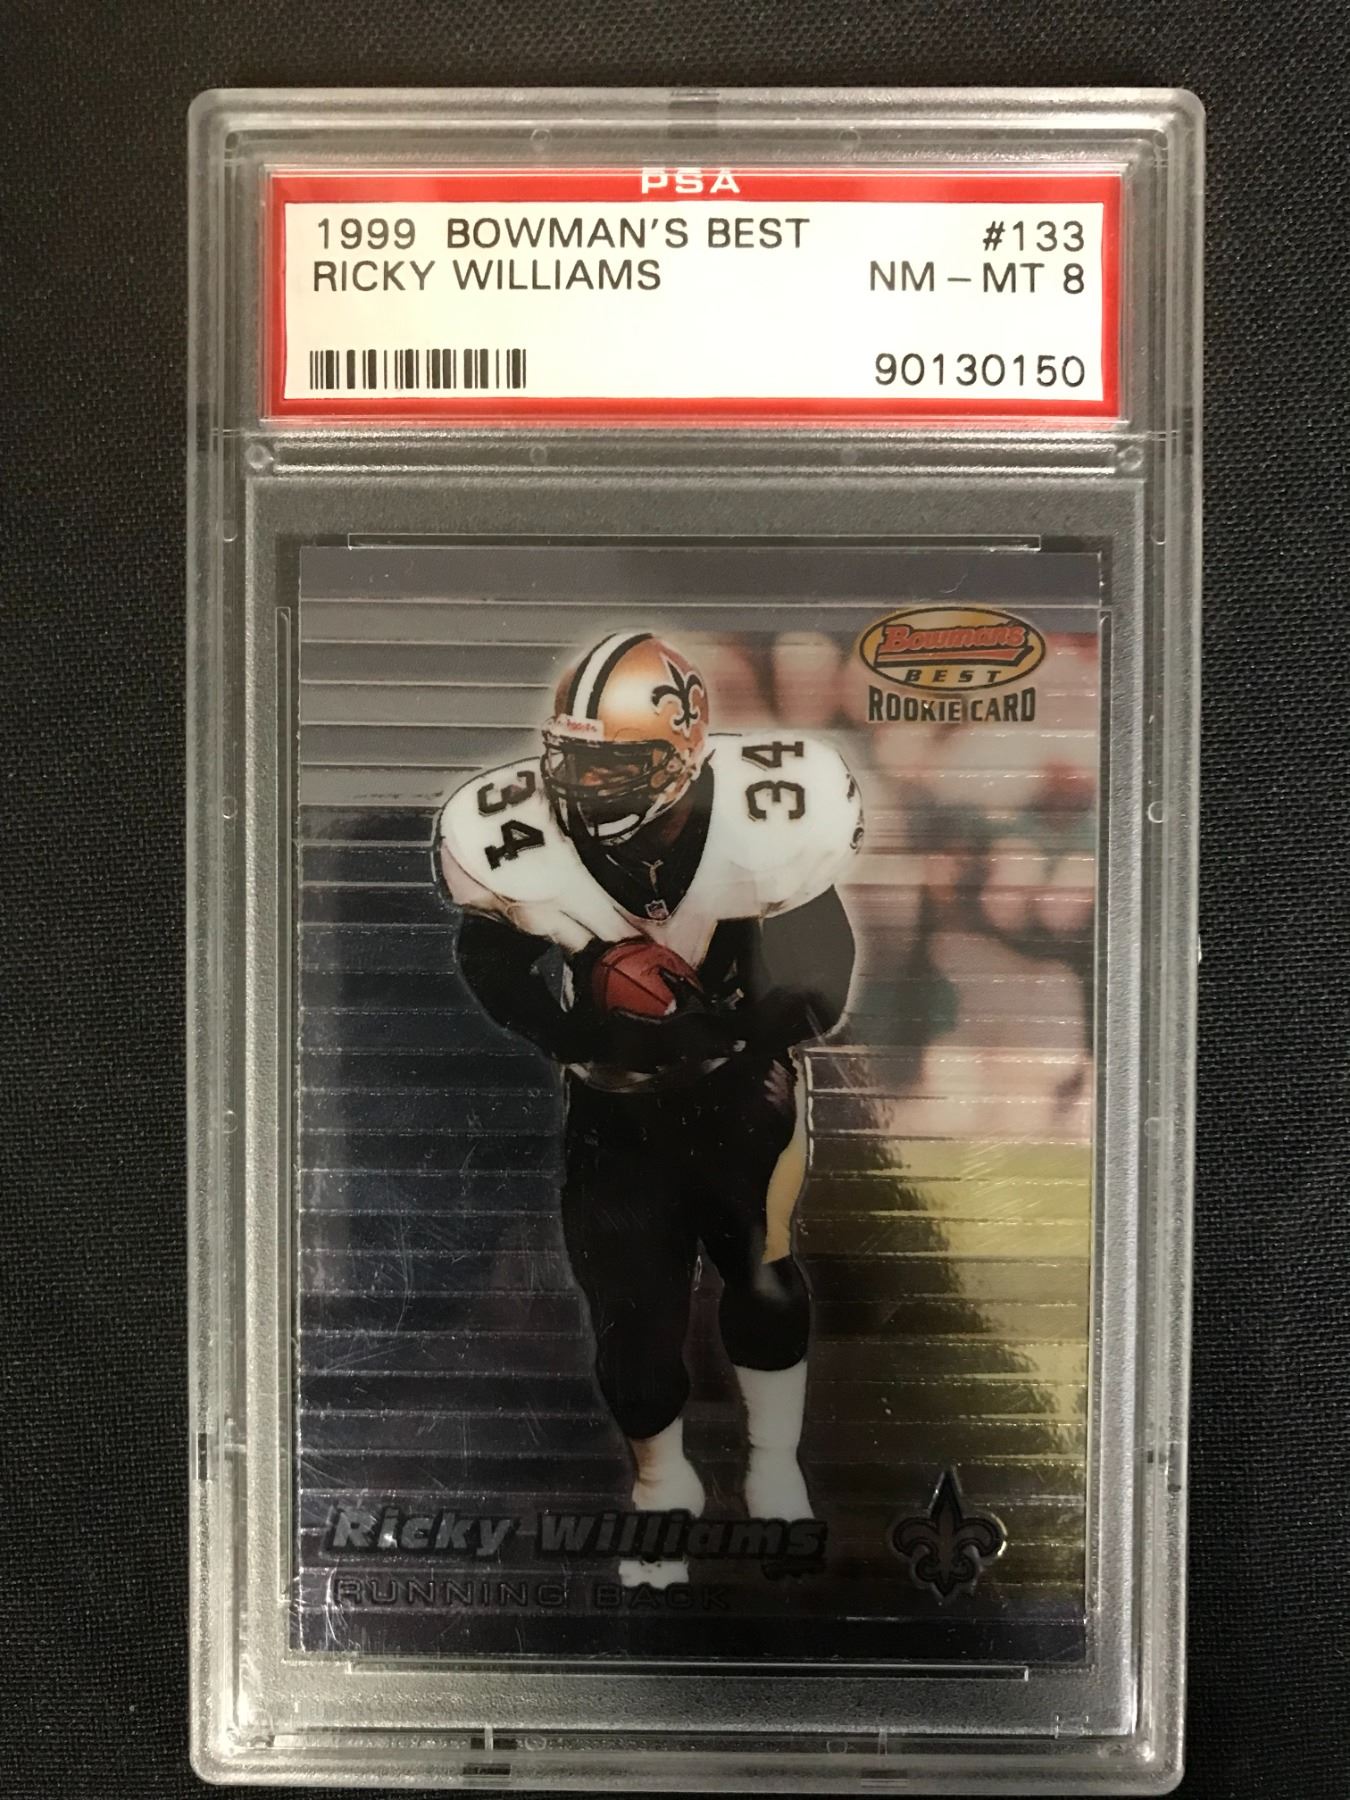 PSA
1999 BOWMAN'S BEST #133
RICKY WILLIAMS NM - MT 8
90130150
Bowman's
BEST
ROOKIE CARD
34
34
Ricky Williams
RUNNING BACK